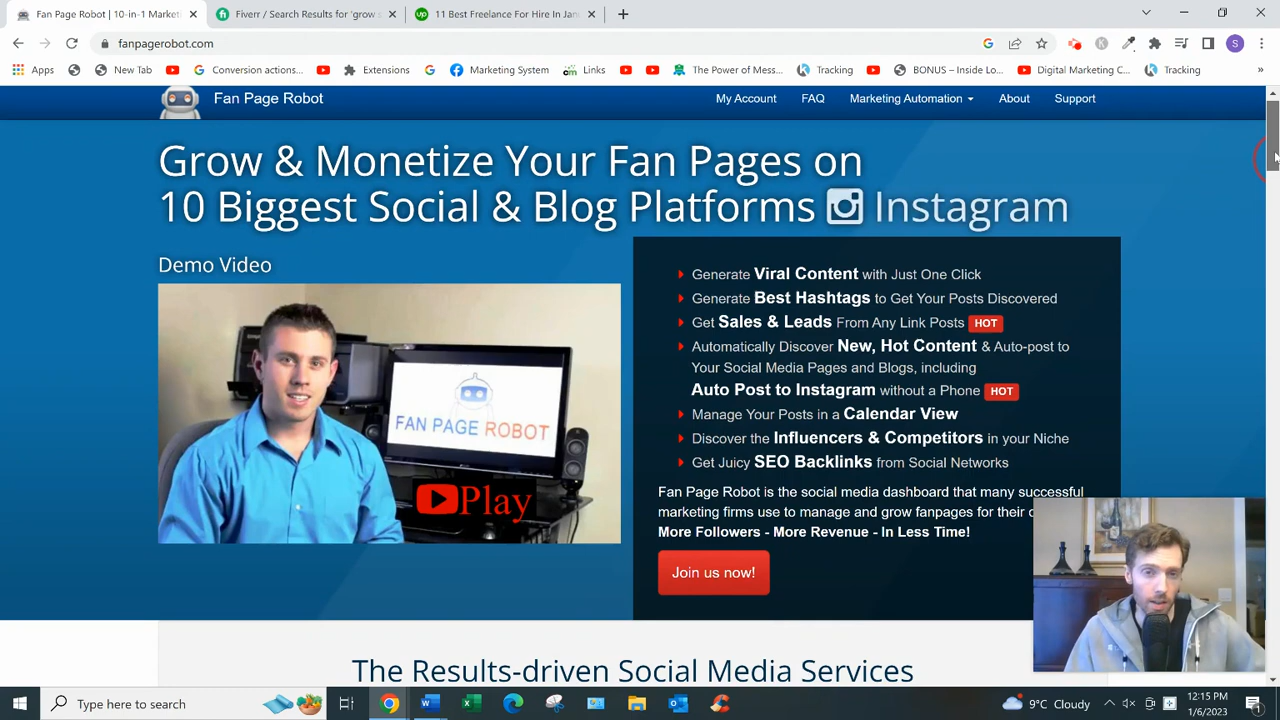 Fan Page Robot | 10-in-1 Market
Fiverr / Search Results for 'grow s
11 Best Freelance For Hire In Jan
fanpagerobot.com
Apps
New Tab
Conversion actions...
Extensions
Marketing System
Links
The Power of Mess...
Tracking
BONUS – Inside Lo...
Digital Marketing C...
Tracking
Fan Page Robot
My Account
FAQ
Marketing Automation
About
Support
Grow & Monetize Your Fan Pages on
10 Biggest Social & Blog Platforms Instagram
Demo Video
FAN PAGE ROBOT
Play
Generate Viral Content with Just One Click
Generate Best Hashtags to Get Your Posts Discovered
Get Sales & Leads From Any Link Posts HOT
Automatically Discover New, Hot Content & Auto-post to
Your Social Media Pages and Blogs, including
Auto Post to Instagram without a Phone HOT
Manage Your Posts in a Calendar View
Discover the Influencers & Competitors in your Niche
Get Juicy SEO Backlinks from Social Networks
Fan Page Robot is the social media dashboard that many successful
marketing firms use to manage and grow fanpages for their
More Followers - More Revenue - In Less Time!
Join us now!
The Results-driven Social Media Services
Type here to search
9°C Cloudy
12:15 PM
1/6/2023